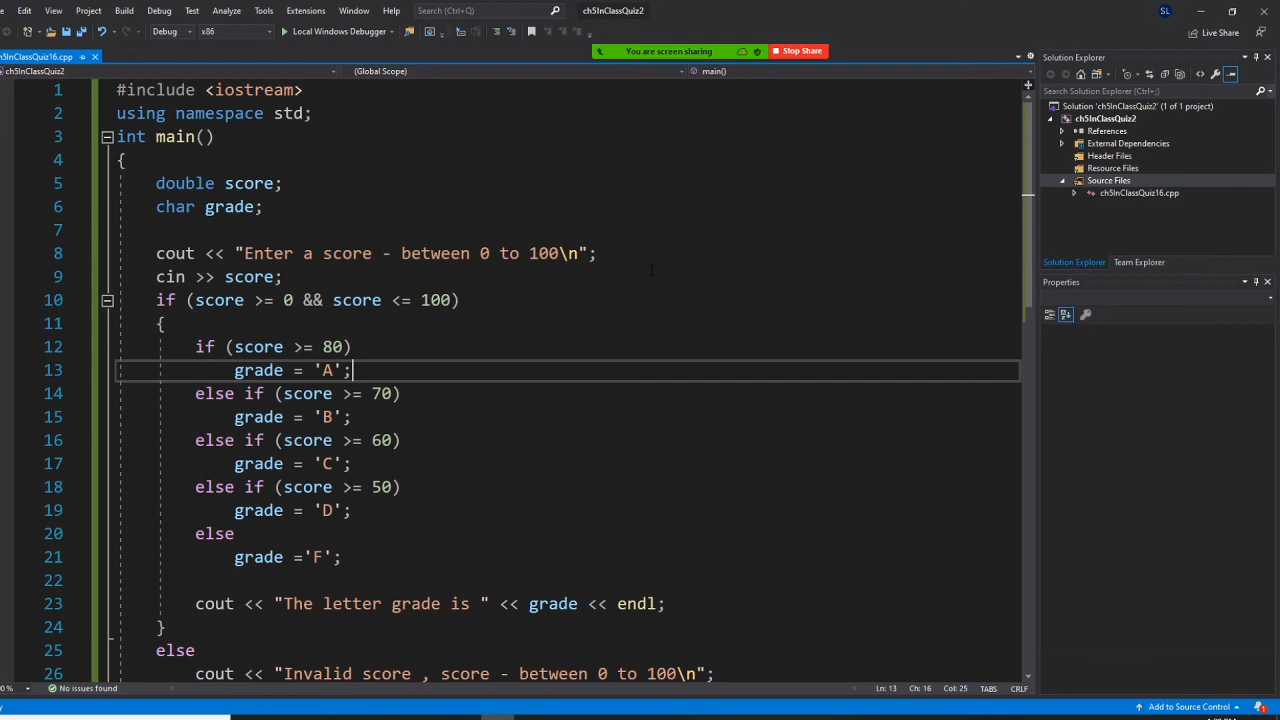 Edit View Project Build Debug Test Analyze Tools Extensions Window Help Search (Ctrl+Q) ch5InClassQuiz2 SL
Debug x86 Local Windows Debugger Live Share
You are screen sharing Stop Share
ch5InClassQuiz16.cpp
ch5InClassQuiz2 (Global Scope) main()
1 #include <iostream>
2 using namespace std;
3 int main()
4 {
5 double score;
6 char grade;
7
8 cout << "Enter a score - between 0 to 100\n";
9 cin >> score;
10 if (score >= 0 && score <= 100)
11 {
12 if (score >= 80)
13 grade = 'A';
14 else if (score >= 70)
15 grade = 'B';
16 else if (score >= 60)
17 grade = 'C';
18 else if (score >= 50)
19 grade = 'D';
20 else
21 grade ='F';
22
23 cout << "The letter grade is " << grade << endl;
24 }
25 else
26 cout << "Invalid score , score - between 0 to 100\n";
No issues found Ln: 13 Ch: 16 Col: 25 TABS CRLF
Solution Explorer
Search Solution Explorer (Ctrl+;)
Solution 'ch5InClassQuiz2' (1 of 1 project)
ch5InClassQuiz2
References
External Dependencies
Header Files
Resource Files
Source Files
ch5InClassQuiz16.cpp
Solution Explorer Team Explorer
Properties
Add to Source Control 1